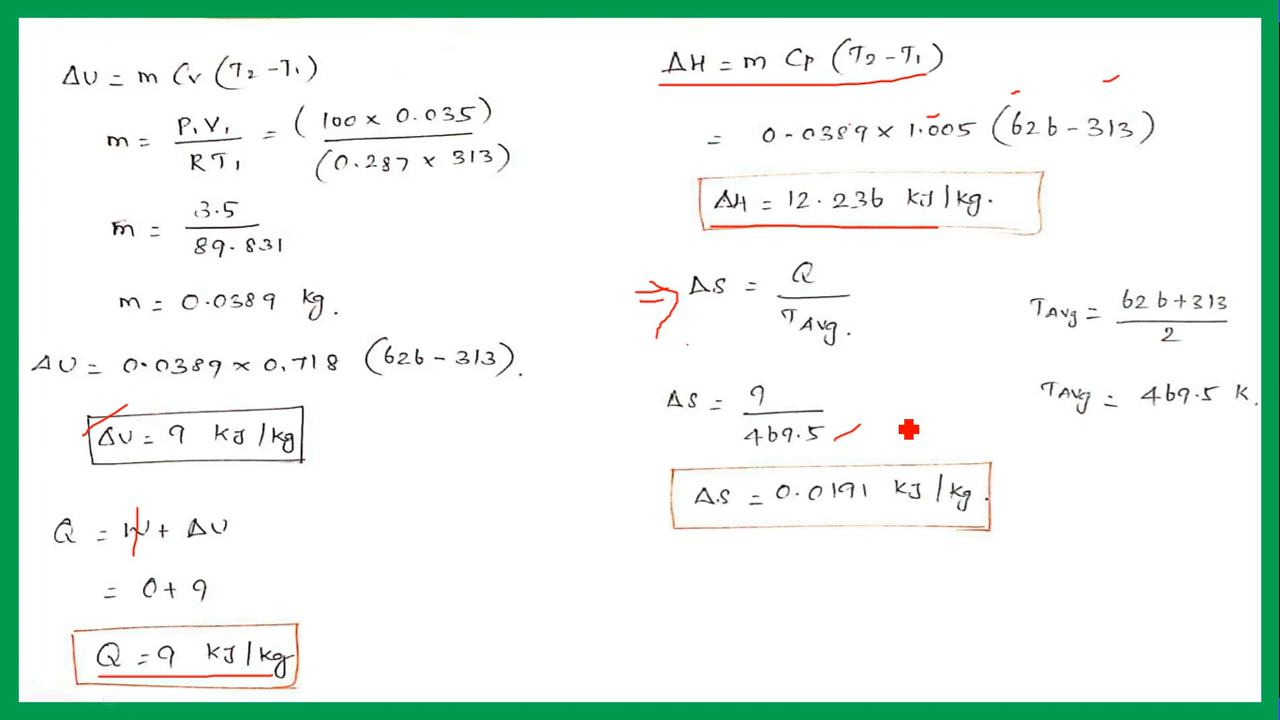 ΔU = m Cv (T2 - T1)
m = P1V1 / RT1 = (100 x 0.035) / (0.287 x 313)
m = 3.5 / 89.831
m = 0.0389 kg.
ΔU = 0.0389 x 0.718 (626 - 313).
ΔU = 9 KJ/kg
Q = W + ΔU
= 0 + 9
Q = 9 KJ/kg
ΔH = m Cp (T2 - T1)
= 0.0389 x 1.005 (626 - 313)
ΔH = 12.236 KJ/kg.
⇒ ΔS = Q / TAvg.
TAvg = 626+313 / 2
ΔS = 9 / 469.5
TAvg = 469.5 K.
ΔS = 0.0191 KJ/kg.